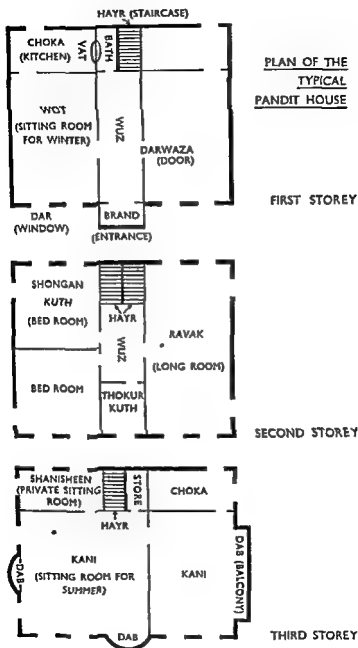 HAYR (STAIRCASE)
CHOKA
(KITCHEN)
VAT
BATH
PLAN OF THE
TYPICAL
PANDIT HOUSE
WOT
(SITTING ROOM
FOR WINTER)
WUZ
DARWAZA
(DOOR)
FIRST STOREY
DAR
(WINDOW)
BRAND
(ENTRANCE)
SHONGAN
KUTH
(BED ROOM)
HAYR
WUZ
RAVAK
(LONG ROOM)
BED ROOM
THOKUR
KUTH
SECOND STOREY
SHANISHEEN
(PRIVATE SITTING
ROOM)
STORE
CHOKA
HAYR
DAB
KANI
(SITTING ROOM FOR
SUMMER)
KANI
DAB (BALCONY)
DAB
THIRD STOREY